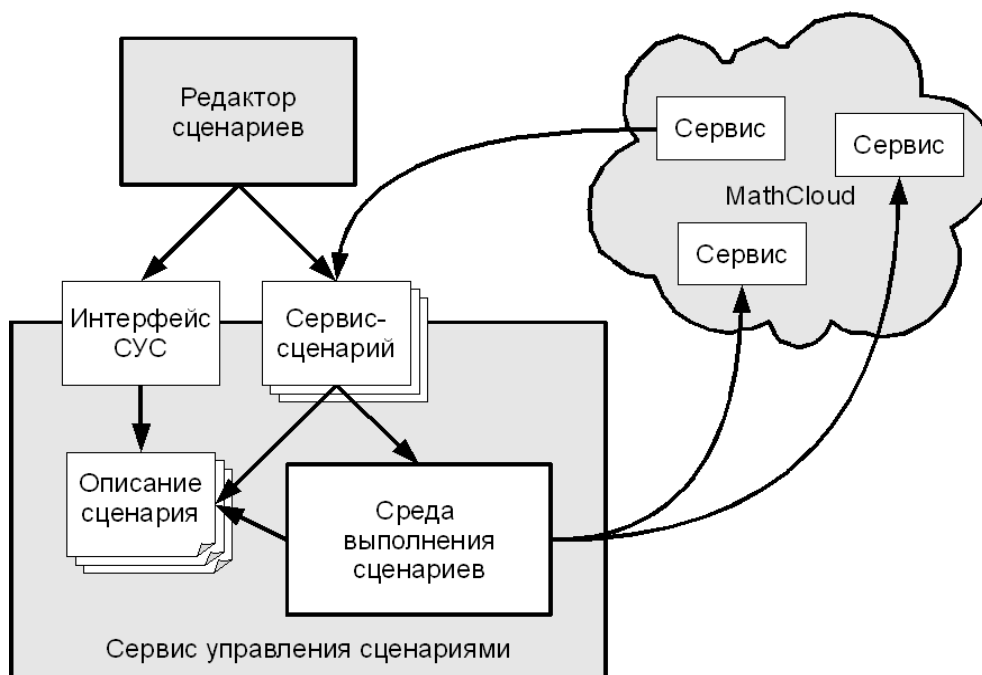 Редактор
сценариев
Сервис
Сервис
MathCloud
Сервис
Интерфейс
СУС
Сервис-
сценарий
Описание
сценария
Среда
выполнения
сценариев
Сервис управления сценариями